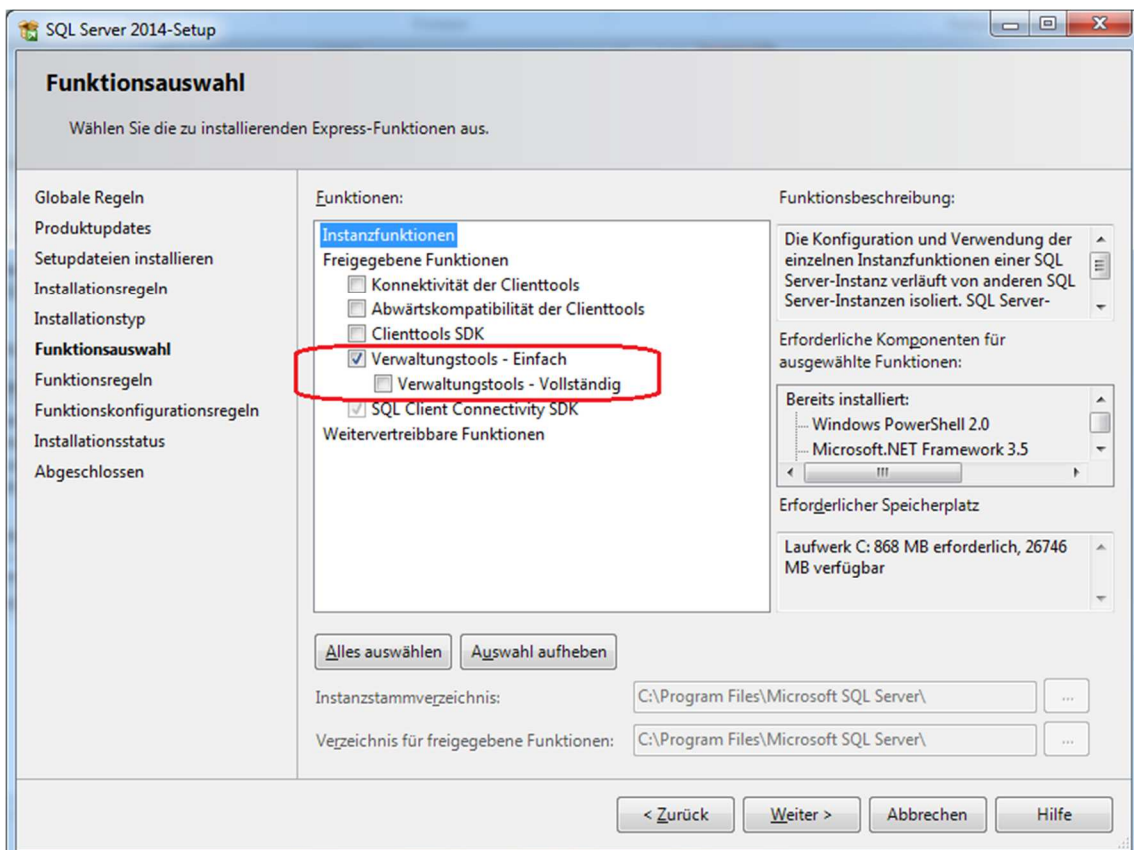 SQL Server 2014-Setup
Funktionsauswahl
Wählen Sie die zu installierenden Express-Funktionen aus.
Globale Regeln
Produktupdates
Setupdateien installieren
Installationsregeln
Installationstyp
Funktionsauswahl
Funktionsregeln
Funktionskonfigurationsregeln
Installationsstatus
Abgeschlossen
Funktionen:
Instanzfunktionen
Freigegebene Funktionen
Konnektivität der Clienttools
Abwärtskompatibilität der Clienttools
Clienttools SDK
Verwaltungstools - Einfach
Verwaltungstools - Vollständig
SQL Client Connectivity SDK
Weitervertreibbare Funktionen
Funktionsbeschreibung:
Die Konfiguration und Verwendung der
einzelnen Instanzfunktionen einer SQL
Server-Instanz verläuft von anderen SQL
Server-Instanzen isoliert. SQL Server-
Erforderliche Komponenten für
ausgewählte Funktionen:
Bereits installiert:
Windows PowerShell 2.0
Microsoft.NET Framework 3.5
Erforderlicher Speicherplatz
Laufwerk C: 868 MB erforderlich, 26746
MB verfügbar
Alles auswählen
Auswahl aufheben
Instanzstammverzeichnis:
C:\Program Files\Microsoft SQL Server\
...
Verzeichnis für freigegebene Funktionen:
C:\Program Files\Microsoft SQL Server\
...
< Zurück
Weiter >
Abbrechen
Hilfe